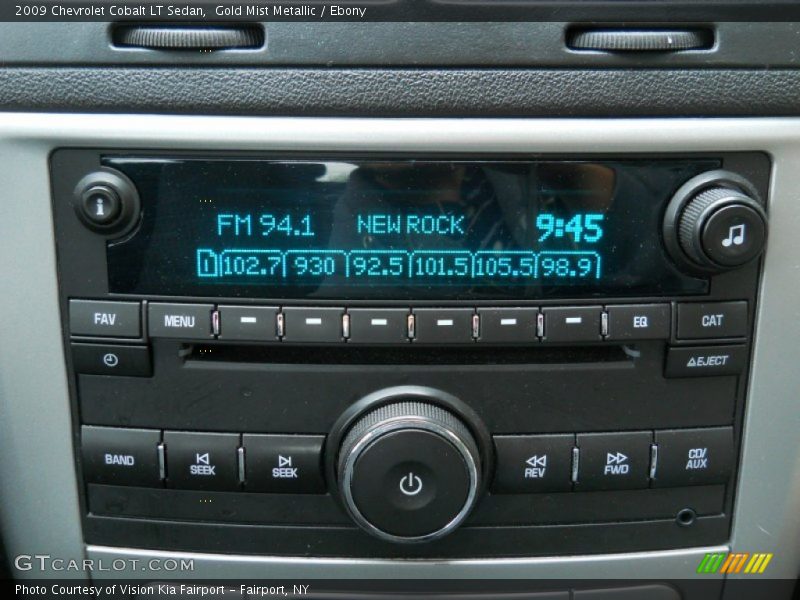 2009 Chevrolet Cobalt LT Sedan,  Gold Mist Metallic / Ebony
i
FM 94.1 NEW ROCK 9:45
1 102.7 930 92.5 101.5 105.5 98.9
FAV MENU EQ CAT
EJECT
BAND SEEK SEEK REV FWD CD/
AUX
GTCARLOT.COM
Photo Courtesy of Vision Kia Fairport - Fairport, NY